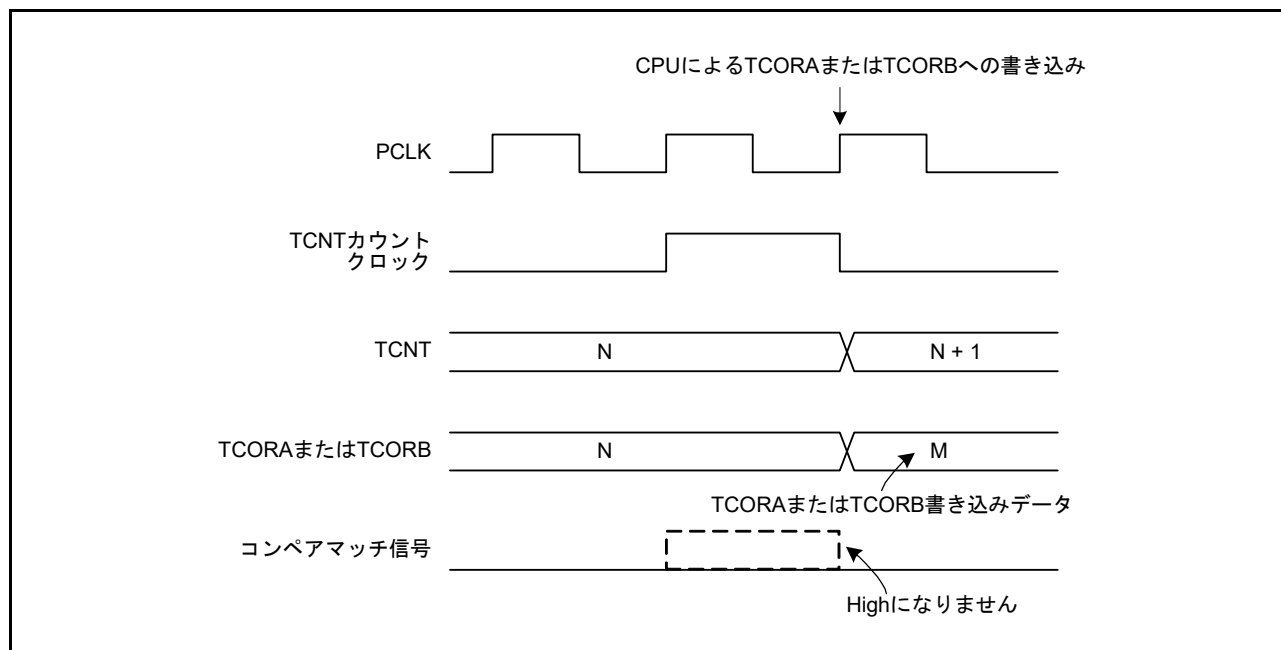 CPUによるTCORAまたはTCORBへの書き込み
PCLK
TCNTカウント
クロック
TCNT
N
N + 1
TCORAまたはTCORB
N
M
TCORAまたはTCORB書き込みデータ
コンペアマッチ信号
Highになりません